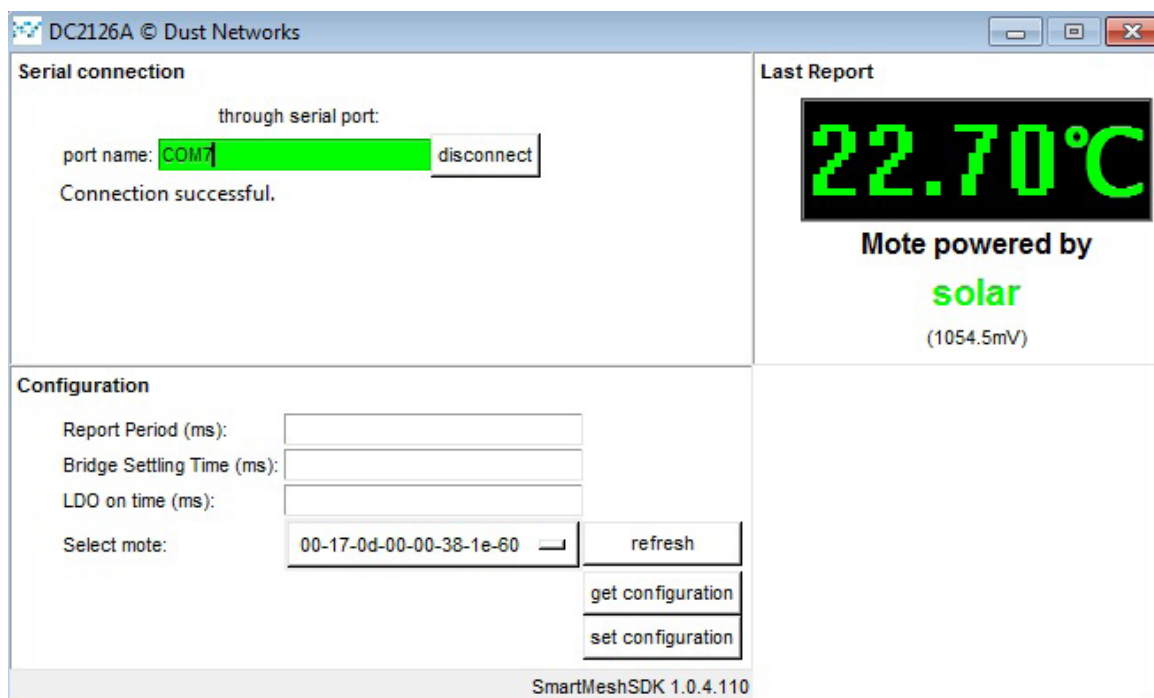 DC2126A © Dust Networks
Serial connection
through serial port:
port name: COM7 disconnect
Connection successful.
Last Report
22.70°C
Mote powered by
solar
(1054.5mV)
Configuration
Report Period (ms):
Bridge Settling Time (ms):
LDO on time (ms):
Select mote: 00-17-0d-00-00-38-1e-60 refresh
get configuration
set configuration
SmartMeshSDK 1.0.4.110